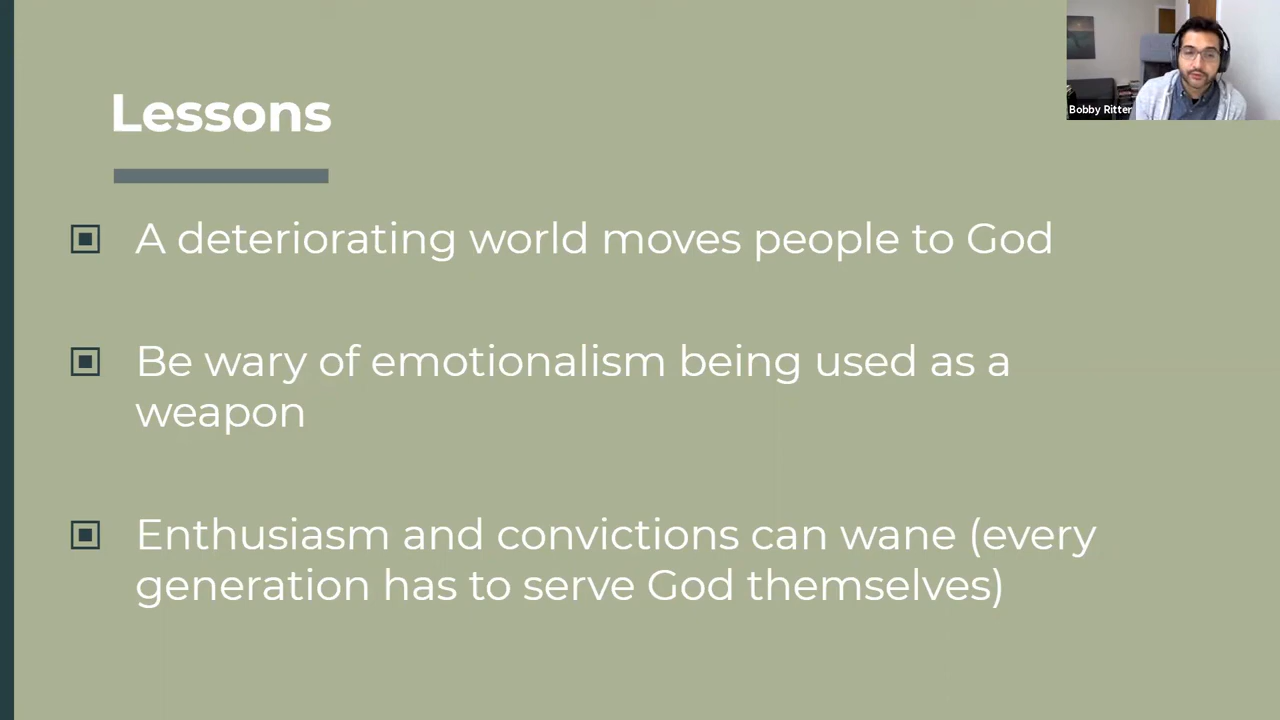 Lessons
Bobby Ritter
A deteriorating world moves people to God
Be wary of emotionalism being used as a
weapon
Enthusiasm and convictions can wane (every
generation has to serve God themselves)